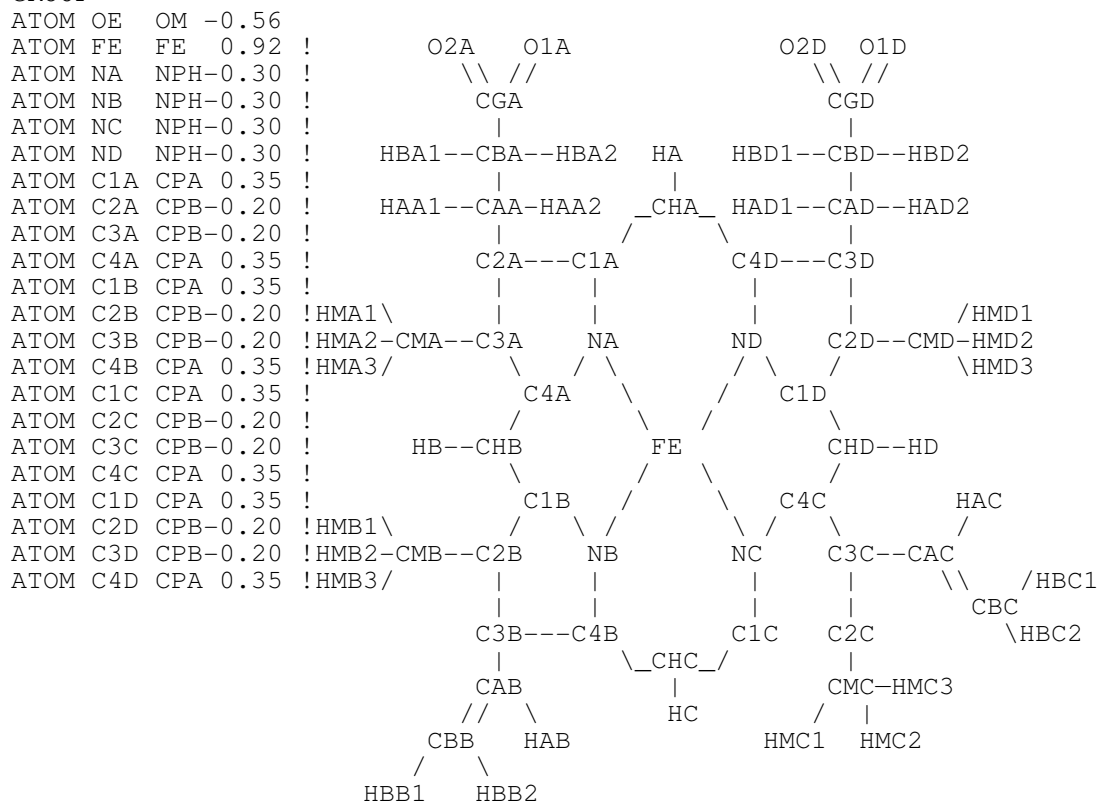 ATOM OE   OM -0.56
ATOM FE   FE  0.92 !       O2A    O1A                O2D   O1D
ATOM NA   NPH-0.30 !         \\  //                    \\ //
ATOM NB   NPH-0.30 !          CGA                      CGD
ATOM NC   NPH-0.30 !           |                        |
ATOM ND   NPH-0.30 !    HBA1--CBA--HBA2  HA   HBD1--CBD--HBD2
ATOM C1A CPA 0.35 !            |          |             |
ATOM C2A CPB-0.20 !     HAA1--CAA-HAA2  _CHA_ HAD1--CAD--HAD2
ATOM C3A CPB-0.20 !            |       /     \          |
ATOM C4A CPA 0.35 !           C2A---C1A       C4D---C3D
ATOM C1B CPA 0.35 !            |     |         |     |
ATOM C2B CPB-0.20 !HMA1\       |     |         |     |      /HMD1
ATOM C3B CPB-0.20 !HMA2-CMA--C3A    NA        ND    C2D--CMD-HMD2
ATOM C4B CPA 0.35 !HMA3/       \   / \       /  \   /       \HMD3
ATOM C1C CPA 0.35 !             C4A   \     /    C1D
ATOM C2C CPB-0.20 !            /       \   /        \
ATOM C3C CPB-0.20 !      HB--CHB        FE         CHD--HD
ATOM C4C CPA 0.35 !            \       /  \        /
ATOM C1D CPA 0.35 !             C1B   /    \    C4C        HAC
ATOM C2D CPB-0.20 !HMB1\       /   \ /      \  /   \       /
ATOM C3D CPB-0.20 !HMB2-CMB--C2B    NB        NC    C3C--CAC
ATOM C4D CPA 0.35 !HMB3/       |     |         |     |     \\   /HBC1
                               |     |         |     |      CBC
                              C3B---C4B       C1C   C2C        \HBC2
                               |       \_CHC_/       |
                              CAB         |         CMC-HMC3
                             //  \        HC       /  |
                            CBB  HAB           HMC1  HMC2
                           /   \
                         HBB1  HBB2